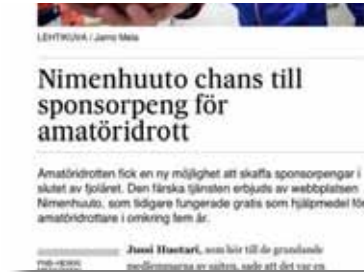 LEHTIKUVA / Jarno Mela
Nimenhuuto chans till
sponsorpeng för
amatöridrott
Amatöridrotten fick en ny möjlighet att skaffa sponsorpengar i
slutet av fjolåret. Den färska tjänsten erbjuds av webbplatsen
Nimenhuuto, som tidigare fungerade gratis som hjälpmedel för
amatöridrottare i omkring fem år.
Jussi Huotari, som hör till de grundande
medlemmarna av saiten, sade att det var en